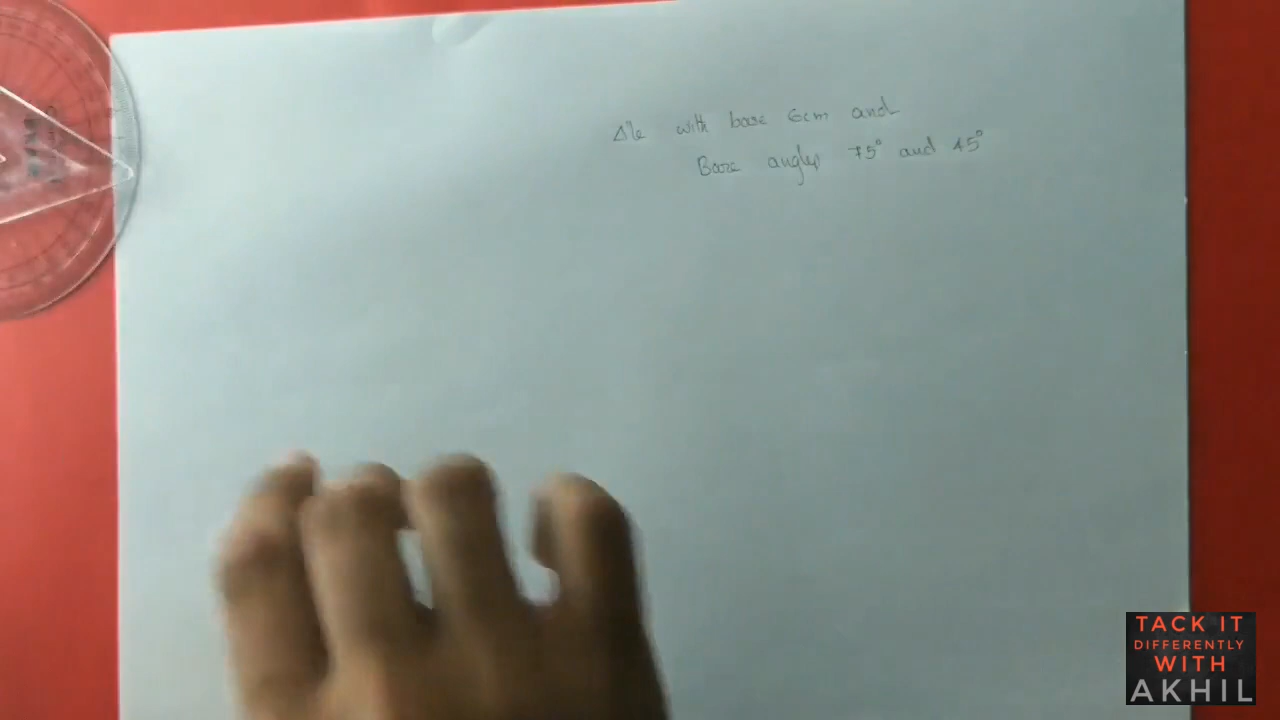 Δle with base 6cm and
Base angles 75° and 45°
TACK IT
DIFFERENTLY
WITH
AKHIL